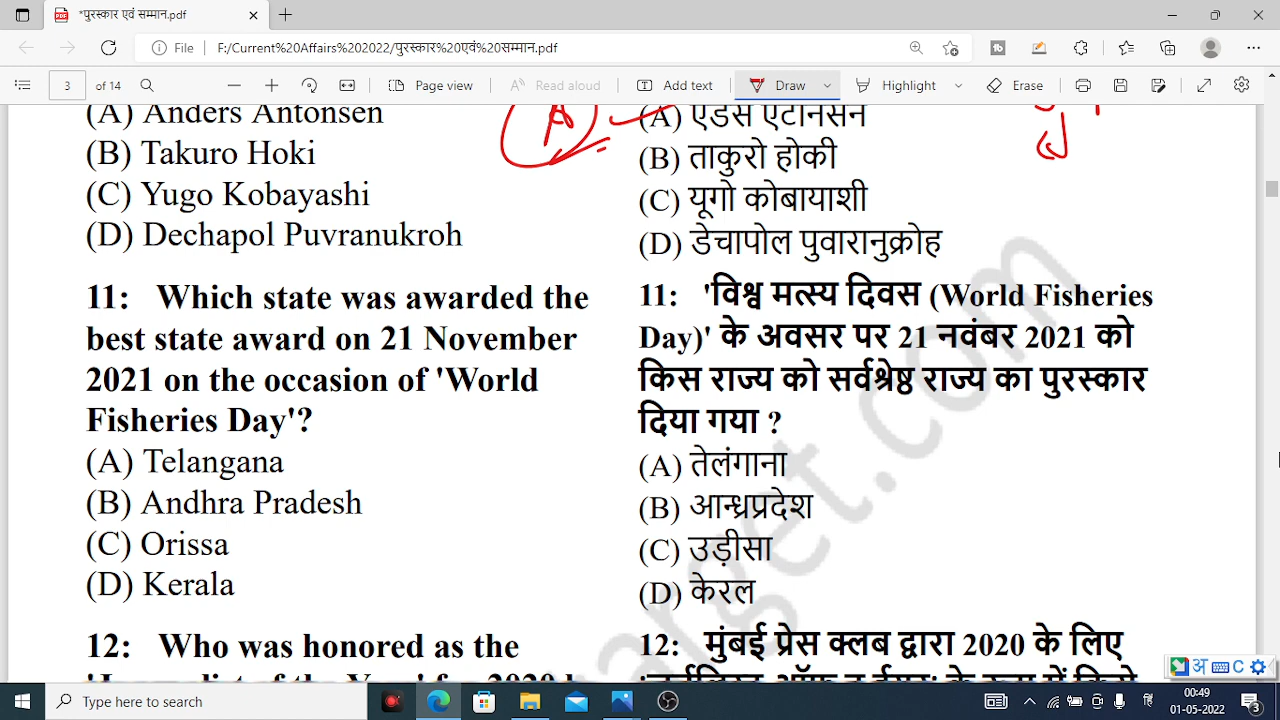 *पुरस्कार एवं सम्मान.pdf
File F:/Current%20Affairs%202022/पुरस्कार%20एवं%20सम्मान.pdf
3 of 14 Page view Read aloud Add text Draw Highlight Erase
(A) Anders Antonsen
(B) Takuro Hoki
(C) Yugo Kobayashi
(D) Dechapol Puvranukroh
11: Which state was awarded the
best state award on 21 November
2021 on the occasion of 'World
Fisheries Day'?
(A) Telangana
(B) Andhra Pradesh
(C) Orissa
(D) Kerala
12: Who was honored as the
A
(A) एंडर्स एंटोनसेन
(B) ताकुरो होकी
(C) यूगो कोबायाशी
(D) डेचापोल पुवारानुक्रोह
11: 'विश्व मत्स्य दिवस (World Fisheries
Day)' के अवसर पर 21 नवंबर 2021 को
किस राज्य को सर्वश्रेष्ठ राज्य का पुरस्कार
दिया गया ?
(A) तेलंगाना
(B) आन्ध्रप्रदेश
(C) उड़ीसा
(D) केरल
12: मुंबई प्रेस क्लब द्वारा 2020 के लिए
arget.com
अ C
Type here to search
00:49
01-05-2022